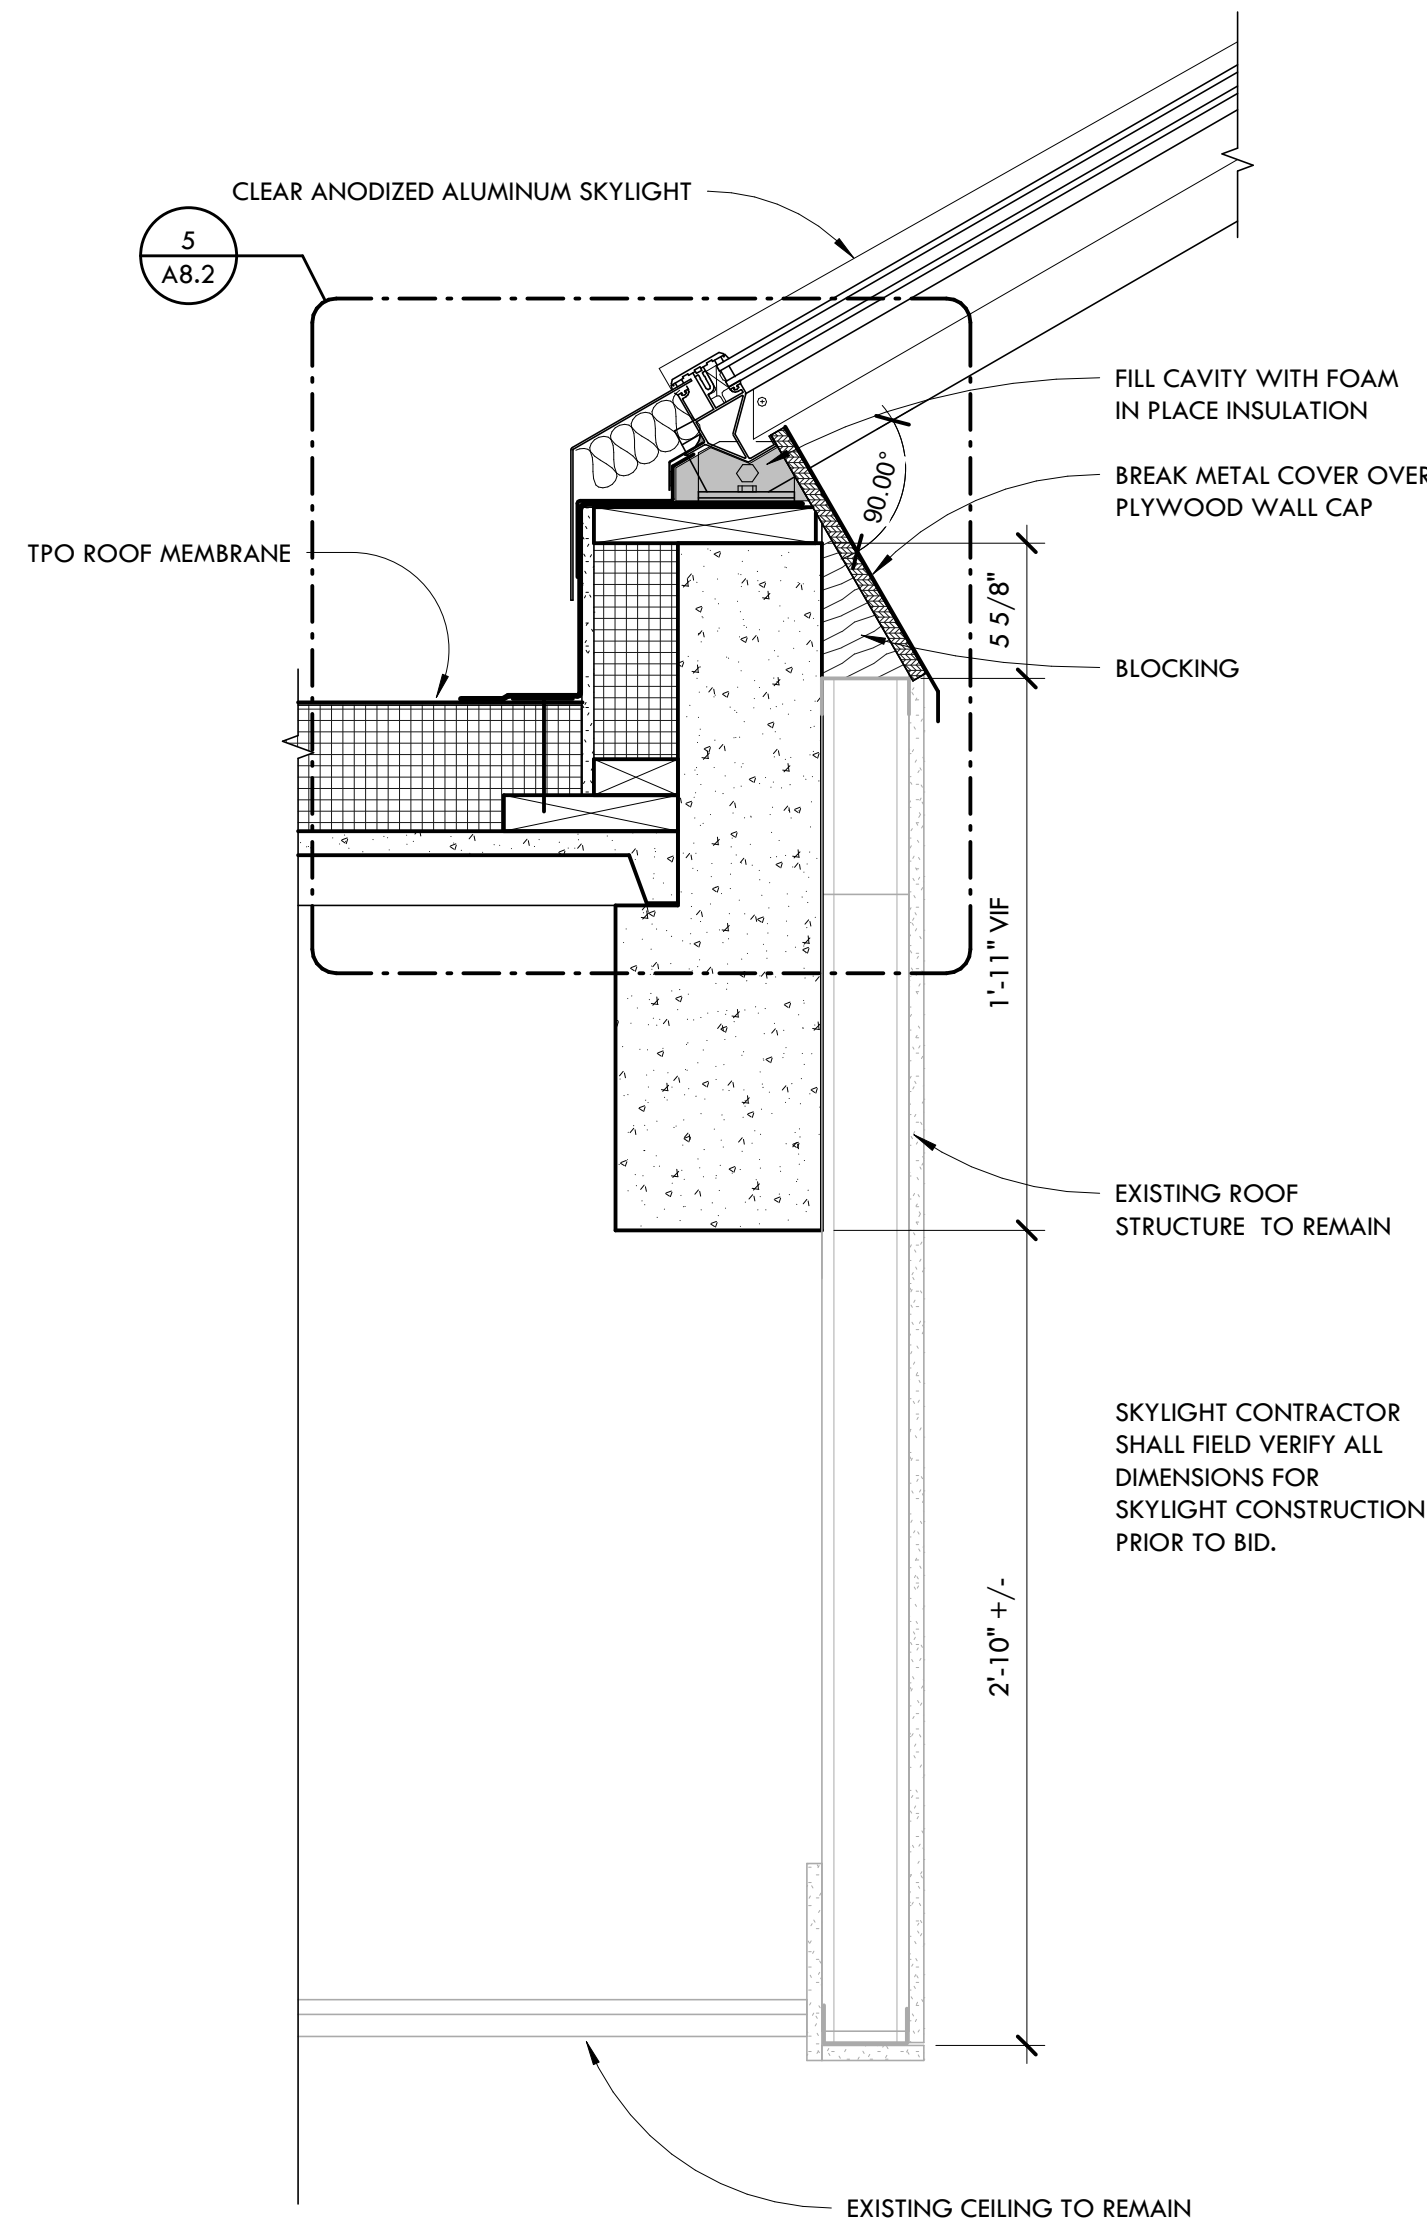 CLEAR ANODIZED ALUMINUM SKYLIGHT
5
A8.2
FILL CAVITY WITH FOAM
IN PLACE INSULATION
90.00°
BREAK METAL COVER OVER
PLYWOOD WALL CAP
TPO ROOF MEMBRANE
5 5/8"
BLOCKING
1'-11" VIF
EXISTING ROOF
STRUCTURE TO REMAIN
SKYLIGHT CONTRACTOR
SHALL FIELD VERIFY ALL
DIMENSIONS FOR
SKYLIGHT CONSTRUCTION
PRIOR TO BID.
2'-10" +/-
EXISTING CEILING TO REMAIN